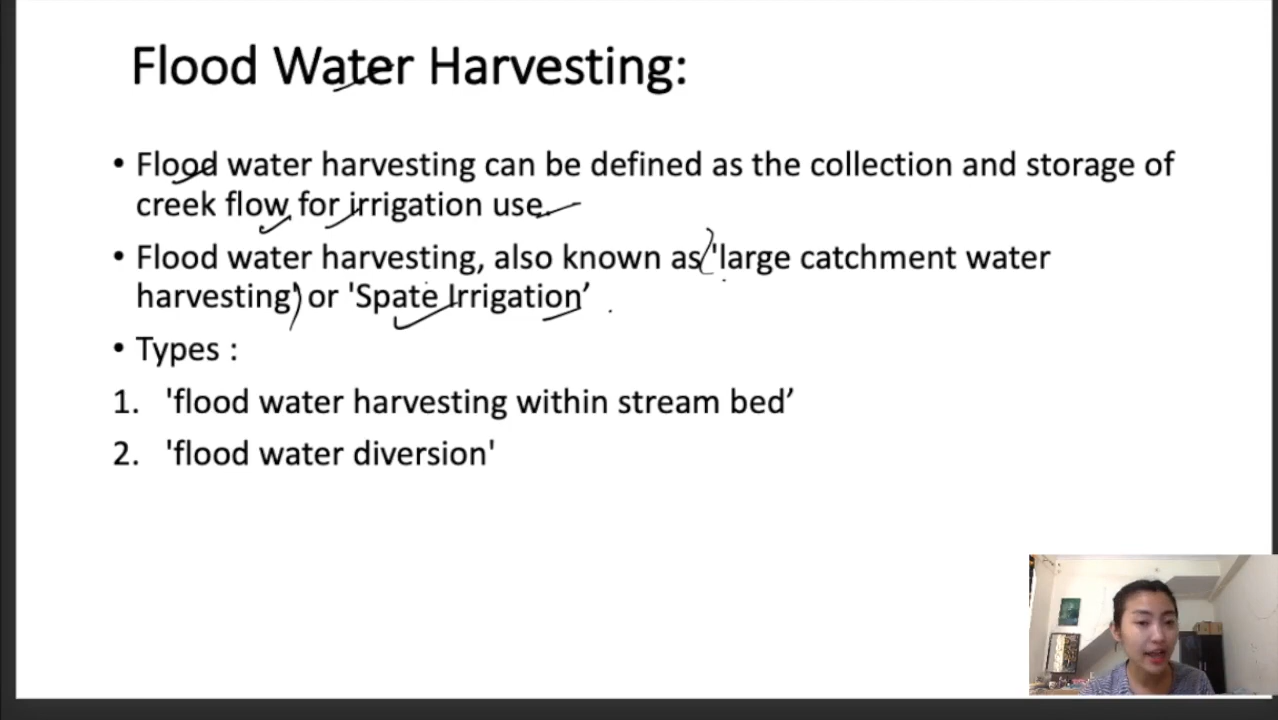 Flood Water Harvesting:
• Flood water harvesting can be defined as the collection and storage of
creek flow for irrigation use.
• Flood water harvesting, also known as 'large catchment water
harvesting' or 'Spate Irrigation’
• Types :
1. 'flood water harvesting within stream bed’
2. 'flood water diversion'